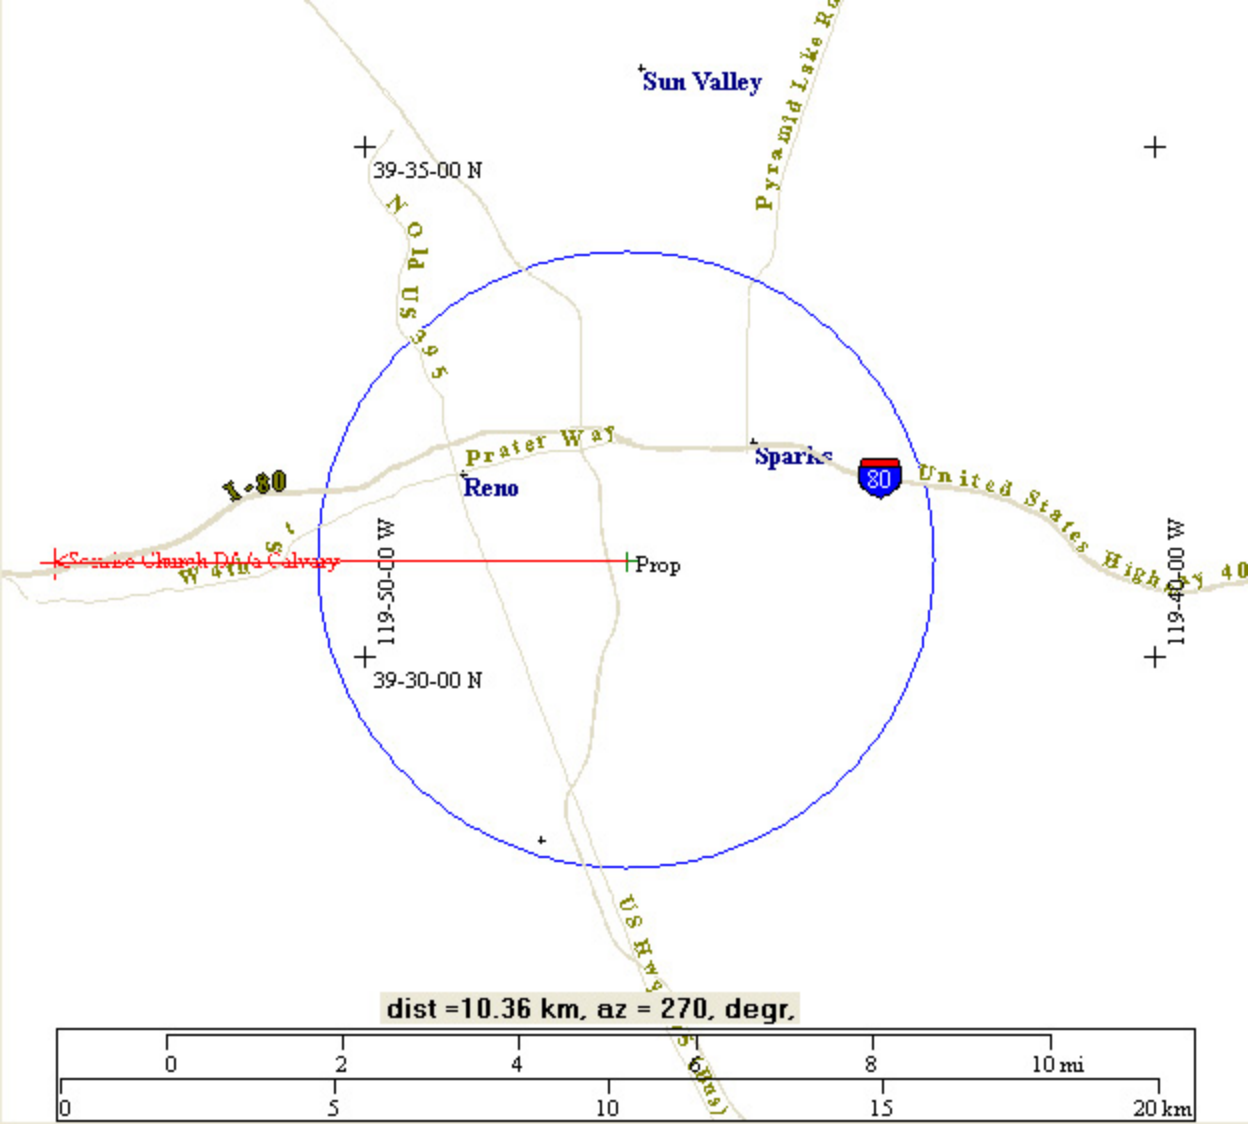 Sun Valley
Pyramid Lake Rd
39-35-00 N
N Old US 395
Prater Way
Sparks
I-80
Reno
80
United States Highway 40
W 4th St
Prop
119-50-00 W
119-40-00 W
39-30-00 N
US Hwy
dist =10.36 km, az = 270, degr,
(Bus)
0 2 4 6 8 10 mi
0 5 10 15 20 km